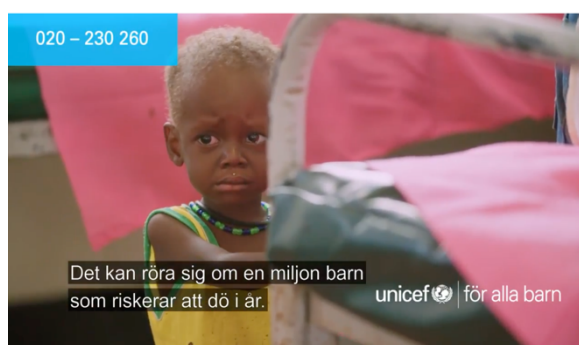 020 – 230 260
Det kan röra sig om en miljon barn
som riskerar att dö i år.
unicef för alla barn